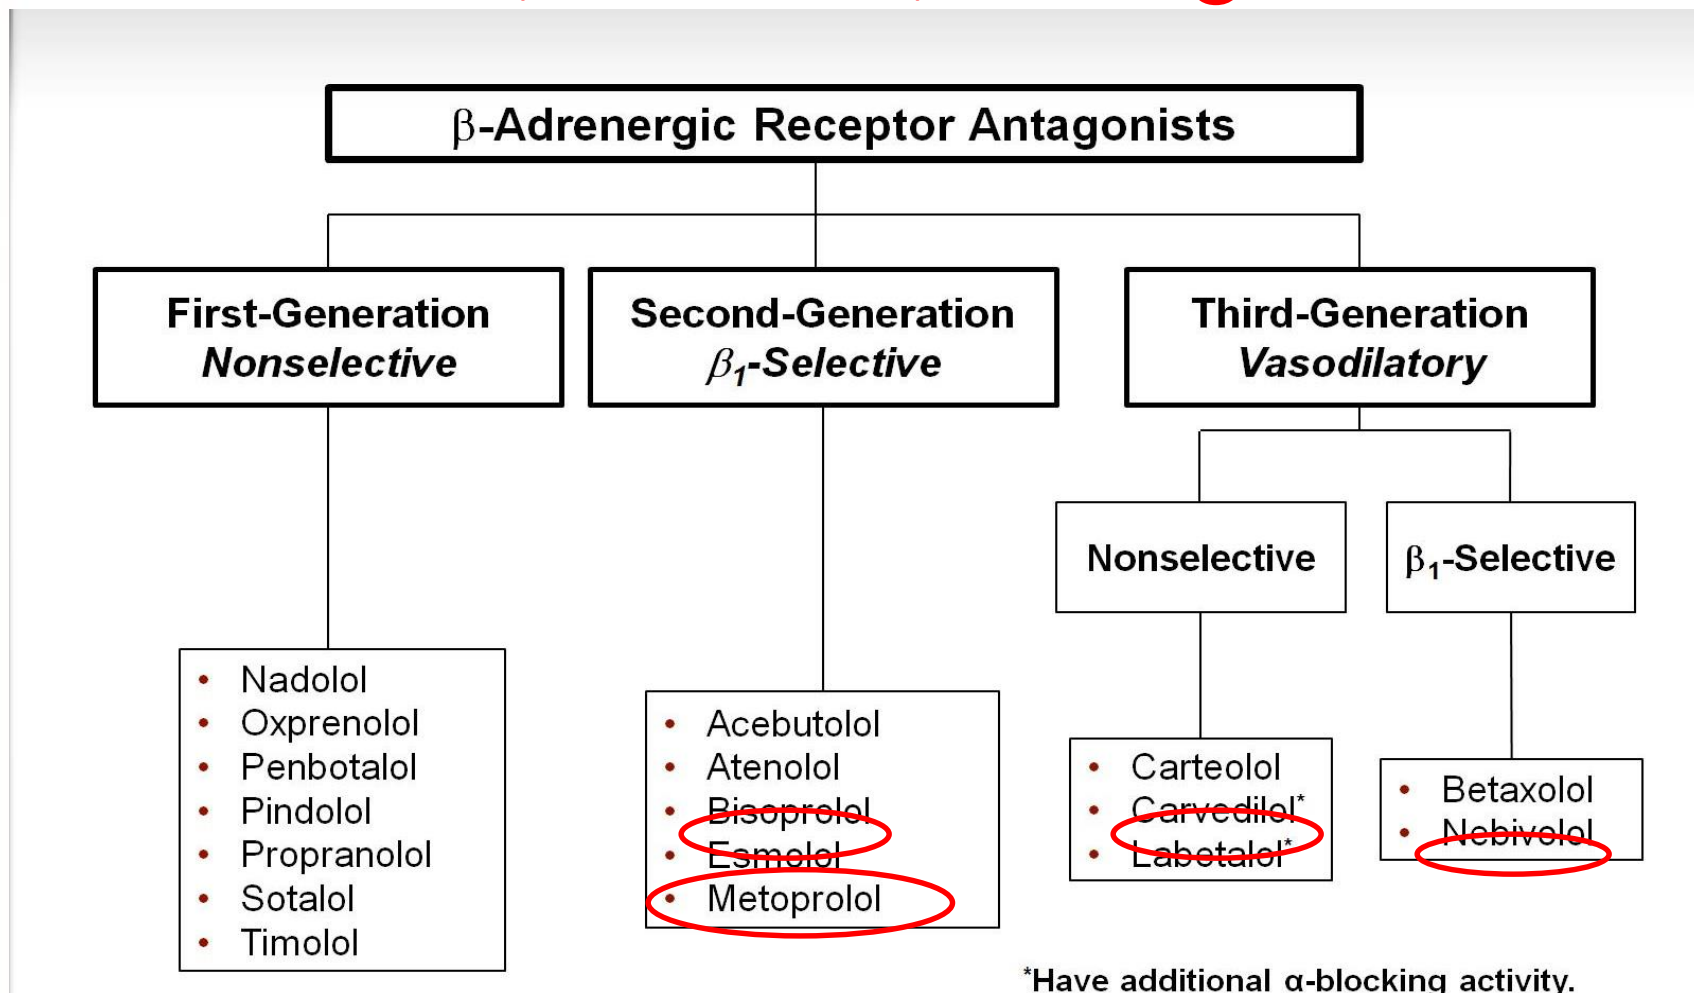 β-Adrenergic Receptor Antagonists
First-Generation
Nonselective
Second-Generation
β1-Selective
Third-Generation
Vasodilatory
Nonselective
β1-Selective
• Nadolol
• Oxprenolol
• Penbotalol
• Pindolol
• Propranolol
• Sotalol
• Timolol
• Acebutolol
• Atenolol
• Bisoprolol
• Esmolol
• Metoprolol
• Carteolol
• Carvedilol*
• Labetalol*
• Betaxolol
• Nebivolol
*Have additional α-blocking activity.